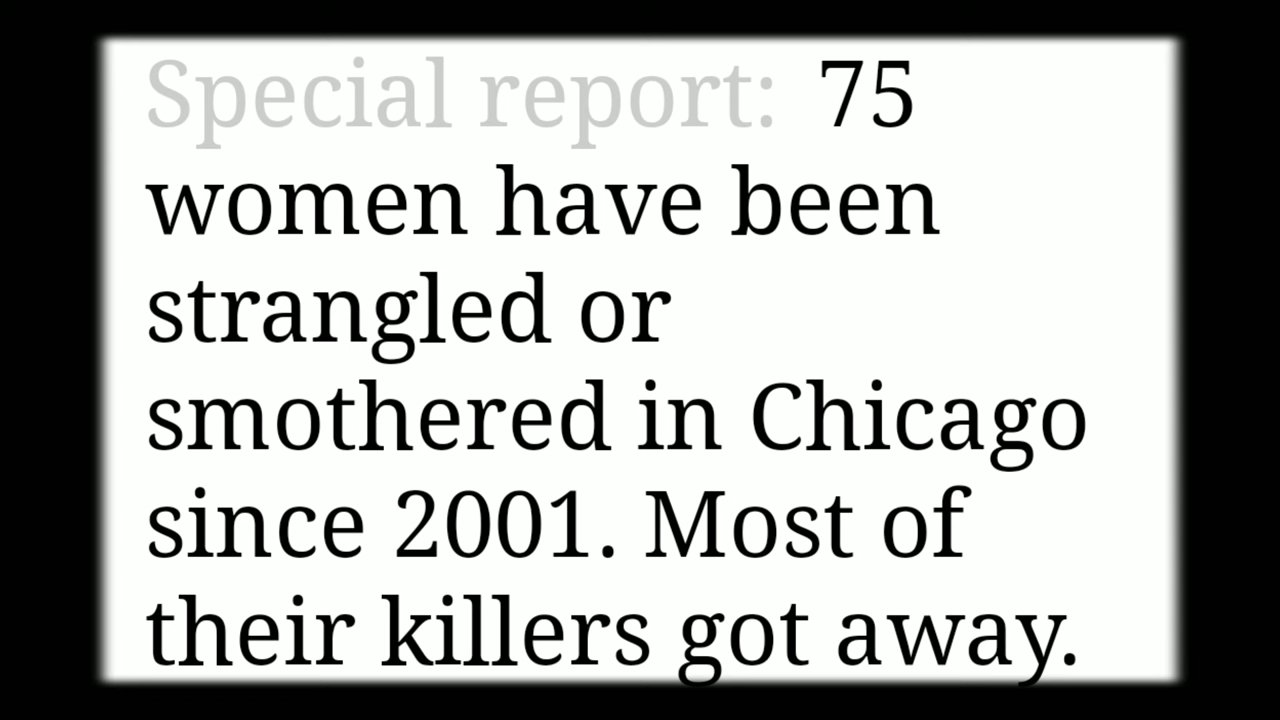 Special report: 75
women have been
strangled or
smothered in Chicago
since 2001. Most of
their killers got away.